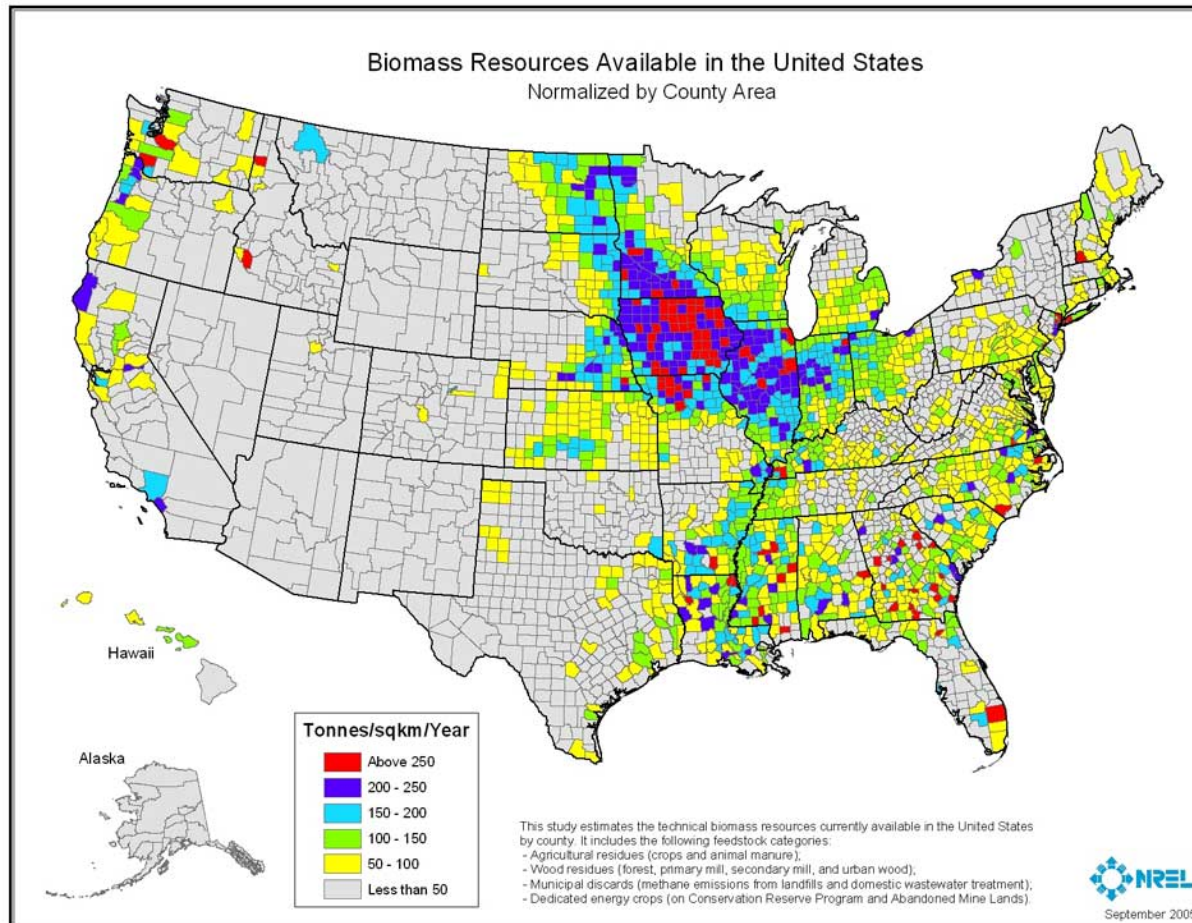 Biomass Resources Available in the United States
Normalized by County Area
Hawaii
Alaska
Tonnes/sqkm/Year
Above 250
200 - 250
150 - 200
100 - 150
50 - 100
Less than 50
This study estimates the technical biomass resources currently available in the United States
by county. It includes the following feedstock categories:
- Agricultural residues (crops and animal manure);
- Wood residues (forest, primary mill, secondary mill, and urban wood);
- Municipal discards (methane emissions from landfills and domestic wastewater treatment);
- Dedicated energy crops (on Conservation Reserve Program and Abandoned Mine Lands).
NREL